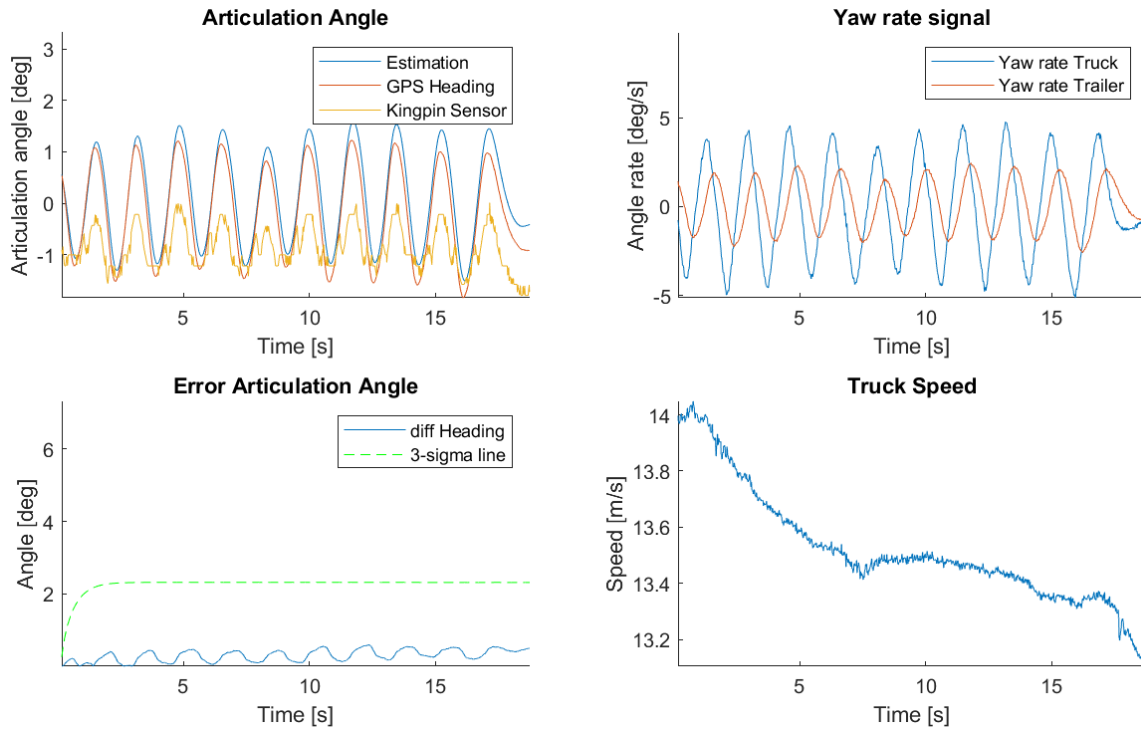 Articulation Angle
Articulation angle [deg]
3
2
1
0
-1
Estimation
GPS Heading
Kingpin Sensor
5
10
15
Time [s]
Yaw rate signal
Angle rate [deg/s]
5
0
-5
Yaw rate Truck
Yaw rate Trailer
5
10
15
Time [s]
Error Articulation Angle
Angle [deg]
6
4
2
diff Heading
3-sigma line
5
10
15
Time [s]
Truck Speed
Speed [m/s]
14
13.8
13.6
13.4
13.2
5
10
15
Time [s]